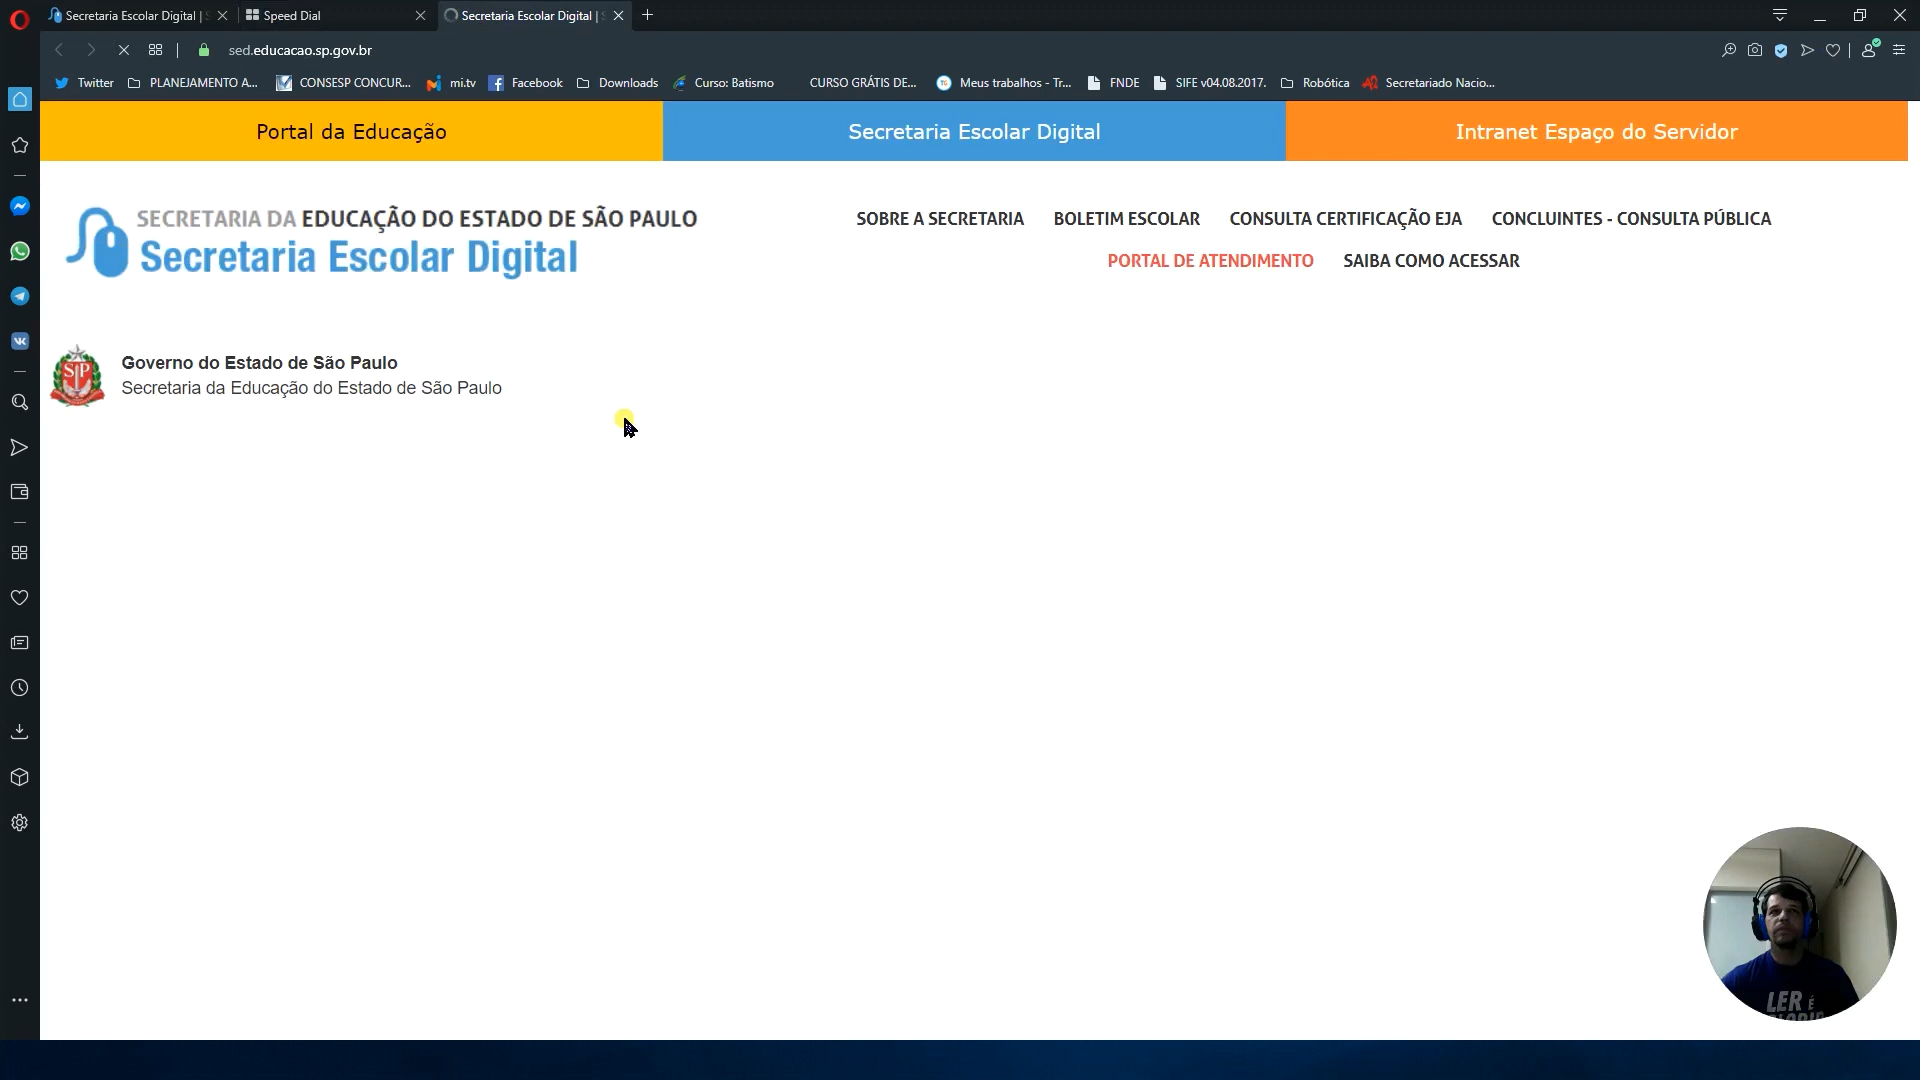 Secretaria Escolar Digital |
Speed Dial
Secretaria Escolar Digital |
sed.educacao.sp.gov.br
Twitter
PLANEJAMENTO A...
CONSESP CONCUR...
mi.tv
Facebook
Downloads
Curso: Batismo
CURSO GRÁTIS DE...
Meus trabalhos - Tr...
FNDE
SIFE v04.08.2017.
Robótica
Secretariado Nacio...
Portal da Educação
Secretaria Escolar Digital
Intranet Espaço do Servidor
SECRETARIA DA EDUCAÇÃO DO ESTADO DE SÃO PAULO
Secretaria Escolar Digital
SOBRE A SECRETARIA
BOLETIM ESCOLAR
CONSULTA CERTIFICAÇÃO EJA
CONCLUINTES - CONSULTA PÚBLICA
PORTAL DE ATENDIMENTO
SAIBA COMO ACESSAR
SP
Governo do Estado de São Paulo
Secretaria da Educação do Estado de São Paulo
LER É